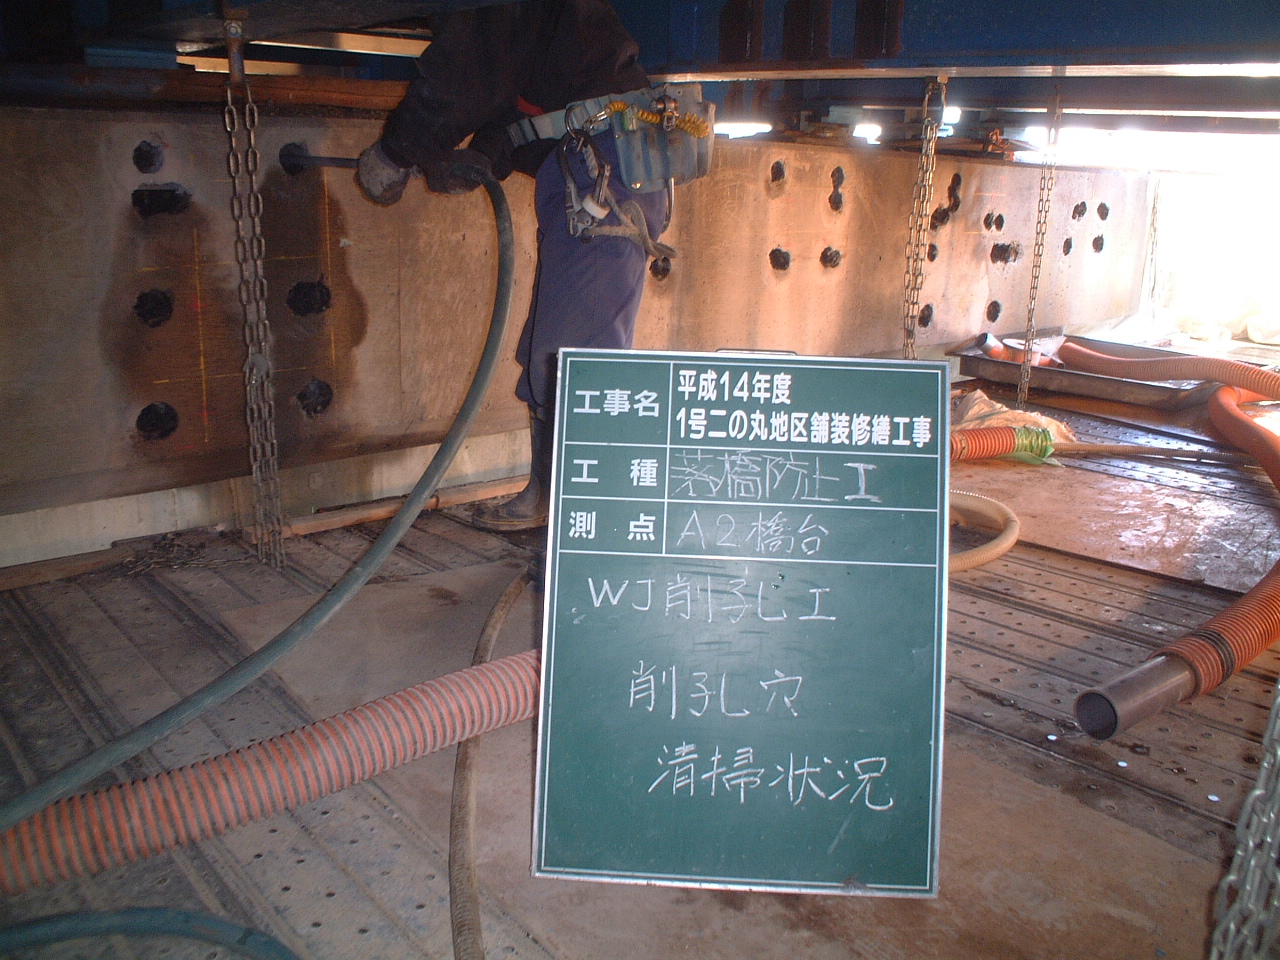 工事名
平成14年度
1号二の丸地区舗装修繕工事
工種 落橋防止工
測点 A2橋台
WJ削孔工
削孔穴
清掃状況